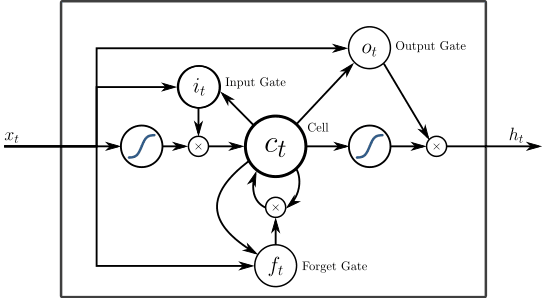 o_t Output Gate
i_t Input Gate
x_t
×
c_t Cell
×
h_t
×
f_t Forget Gate